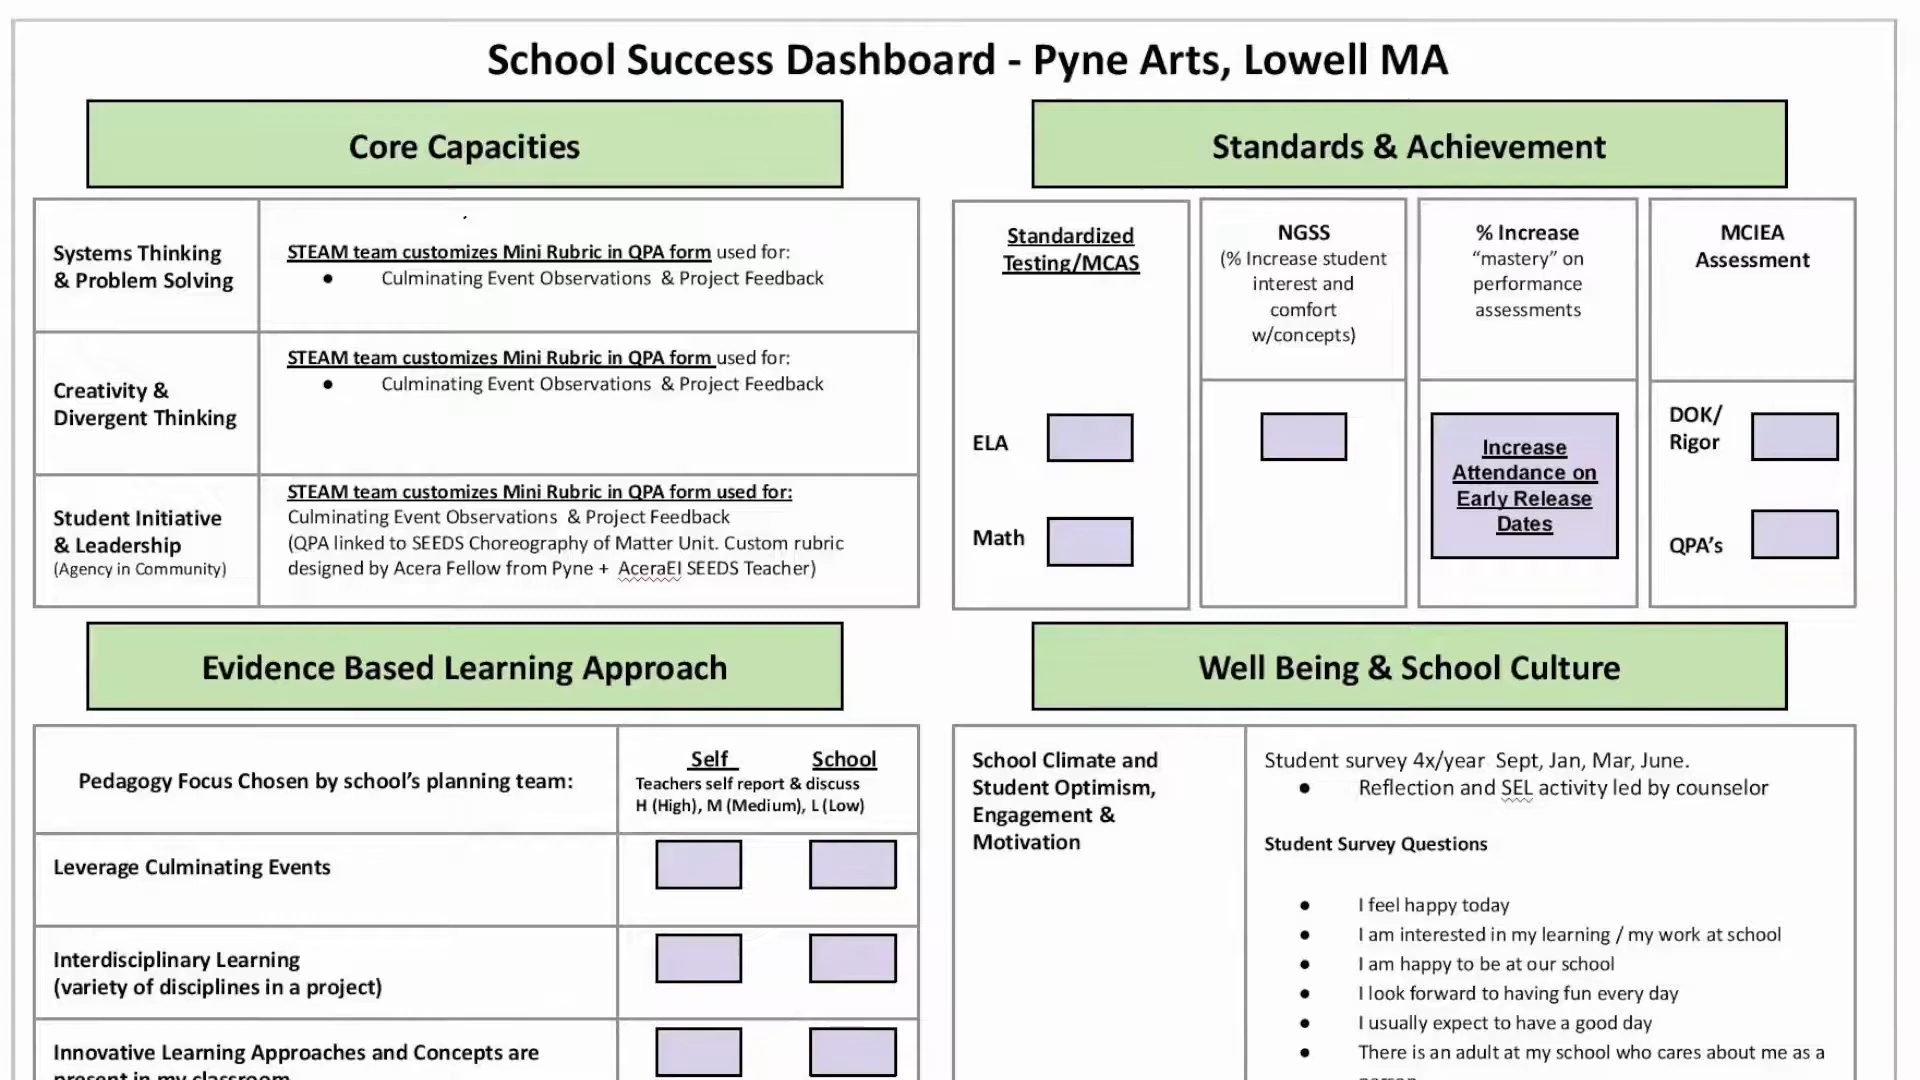 School Success Dashboard - Pyne Arts, Lowell MA
Core Capacities
Systems Thinking
& Problem Solving
STEAM team customizes Mini Rubric in QPA form used for:
● Culminating Event Observations & Project Feedback
Creativity &
Divergent Thinking
STEAM team customizes Mini Rubric in QPA form used for:
● Culminating Event Observations & Project Feedback
Student Initiative
& Leadership
(Agency in Community)
STEAM team customizes Mini Rubric in QPA form used for:
Culminating Event Observations & Project Feedback
(QPA linked to SEEDS Choreography of Matter Unit. Custom rubric
designed by Acera Fellow from Pyne + AceraEI SEEDS Teacher)
Standards & Achievement
Standardized
Testing/MCAS
ELA
Math
NGSS
(% Increase student
interest and
comfort
w/concepts)
% Increase
“mastery” on
performance
assessments
Increase
Attendance on
Early Release
Dates
MCIEA
Assessment
DOK/
Rigor
QPA’s
Evidence Based Learning Approach
Pedagogy Focus Chosen by school’s planning team:
Self School
Teachers self report & discuss
H (High), M (Medium), L (Low)
Leverage Culminating Events
Interdisciplinary Learning
(variety of disciplines in a project)
Innovative Learning Approaches and Concepts are
present in my classroom
Well Being & School Culture
School Climate and
Student Optimism,
Engagement &
Motivation
Student survey 4x/year Sept, Jan, Mar, June.
● Reflection and SEL activity led by counselor
Student Survey Questions
● I feel happy today
● I am interested in my learning / my work at school
● I am happy to be at our school
● I look forward to having fun every day
● I usually expect to have a good day
● There is an adult at my school who cares about me as a